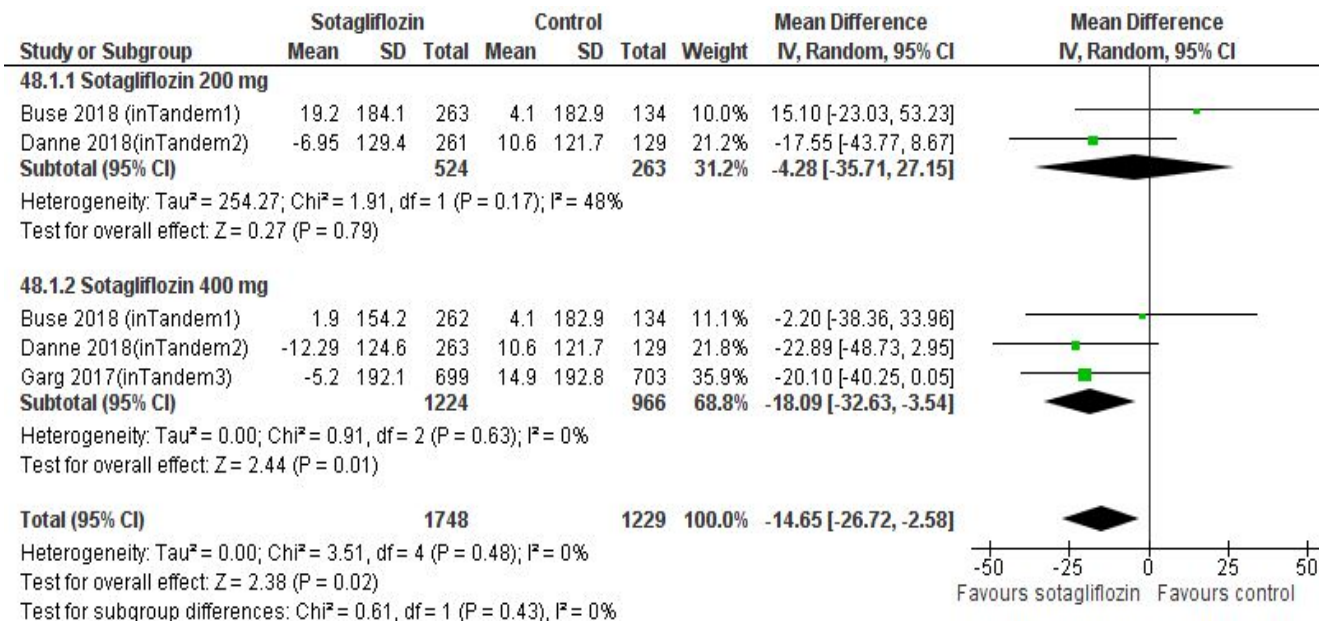 Sotagliflozin Control Mean Difference Mean Difference
Study or Subgroup Mean SD Total Mean SD Total Weight IV, Random, 95% CI IV, Random, 95% CI
48.1.1 Sotagliflozin 200 mg
Buse 2018 (inTandem1) 19.2 184.1 263 4.1 182.9 134 10.0% 15.10 [-23.03, 53.23]
Danne 2018(inTandem2) -6.95 129.4 261 10.6 121.7 129 21.2% -17.55 [-43.77, 8.67]
Subtotal (95% CI) 524 263 31.2% -4.28 [-35.71, 27.15]
Heterogeneity: Tau² = 254.27; Chi² = 1.91, df = 1 (P = 0.17); I² = 48%
Test for overall effect: Z = 0.27 (P = 0.79)
48.1.2 Sotagliflozin 400 mg
Buse 2018 (inTandem1) 1.9 154.2 262 4.1 182.9 134 11.1% -2.20 [-38.36, 33.96]
Danne 2018(inTandem2) -12.29 124.6 263 10.6 121.7 129 21.8% -22.89 [-48.73, 2.95]
Garg 2017(inTandem3) -5.2 192.1 699 14.9 192.8 703 35.9% -20.10 [-40.25, 0.05]
Subtotal (95% CI) 1224 966 68.8% -18.09 [-32.63, -3.54]
Heterogeneity: Tau² = 0.00; Chi² = 0.91, df = 2 (P = 0.63); I² = 0%
Test for overall effect: Z = 2.44 (P = 0.01)
Total (95% CI) 1748 1229 100.0% -14.65 [-26.72, -2.58]
Heterogeneity: Tau² = 0.00; Chi² = 3.51, df = 4 (P = 0.48); I² = 0%
Test for overall effect: Z = 2.38 (P = 0.02)
Test for subgroup differences: Chi² = 0.61, df = 1 (P = 0.43), I² = 0%
-50 -25 0 25 50
Favours sotagliflozin Favours control